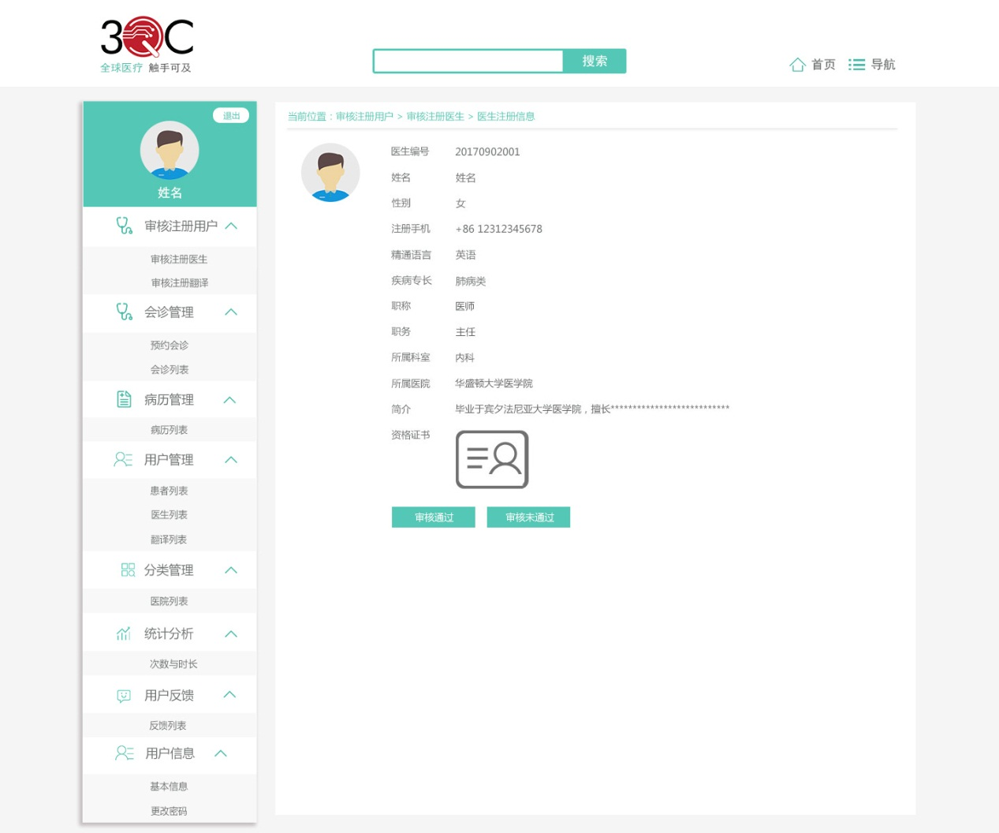 3QC
全球医疗 触手可及
搜索
首页
导航
退出
姓名
审核注册用户
审核注册医生
审核注册翻译
会诊管理
预约会诊
会诊列表
病历管理
病历列表
用户管理
患者列表
医生列表
翻译列表
分类管理
医院列表
统计分析
次数与时长
用户反馈
反馈列表
用户信息
基本信息
更改密码
当前位置：审核注册用户 > 审核注册医生 > 医生注册信息
医生编号 20170902001
姓名 姓名
性别 女
注册手机 +86 12312345678
精通语言 英语
疾病专长 肺病类
职称 医师
职务 主任
所属科室 内科
所属医院 华盛顿大学医学院
简介 毕业于宾夕法尼亚大学医学院，擅长***************************
资格证书
审核通过 审核未通过